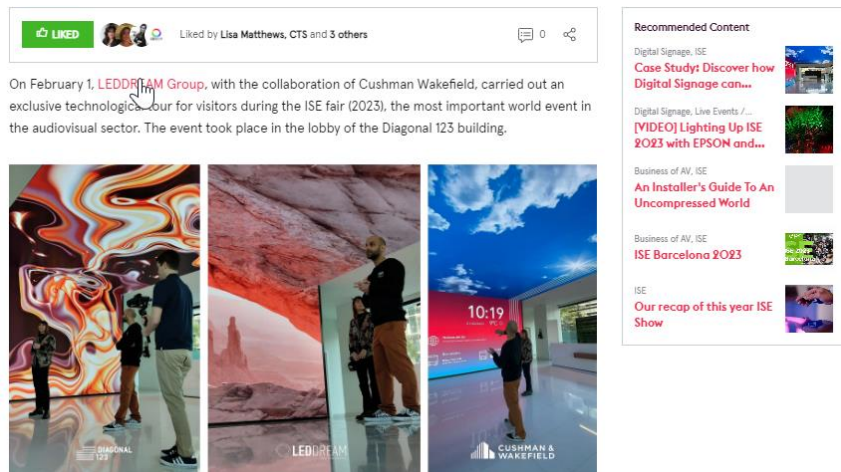 LIKED
Liked by Lisa Matthews, CTS and 3 others
0
On February 1, LEDDREAM Group, with the collaboration of Cushman Wakefield, carried out an
exclusive technological tour for visitors during the ISE fair (2023), the most important world event in
the audiovisual sector. The event took place in the lobby of the Diagonal 123 building.
10:19
DIAGONAL
123
LEDDREAM
CUSHMAN &
WAKEFIELD
Recommended Content
Digital Signage, ISE
Case Study: Discover how
Digital Signage can...
Digital Signage, Live Events /...
[VIDEO] Lighting Up ISE
2023 with EPSON and...
Business of AV, ISE
An Installer's Guide To An
Uncompressed World
Business of AV, ISE
ISE Barcelona 2023
ISE
Our recap of this year ISE
Show